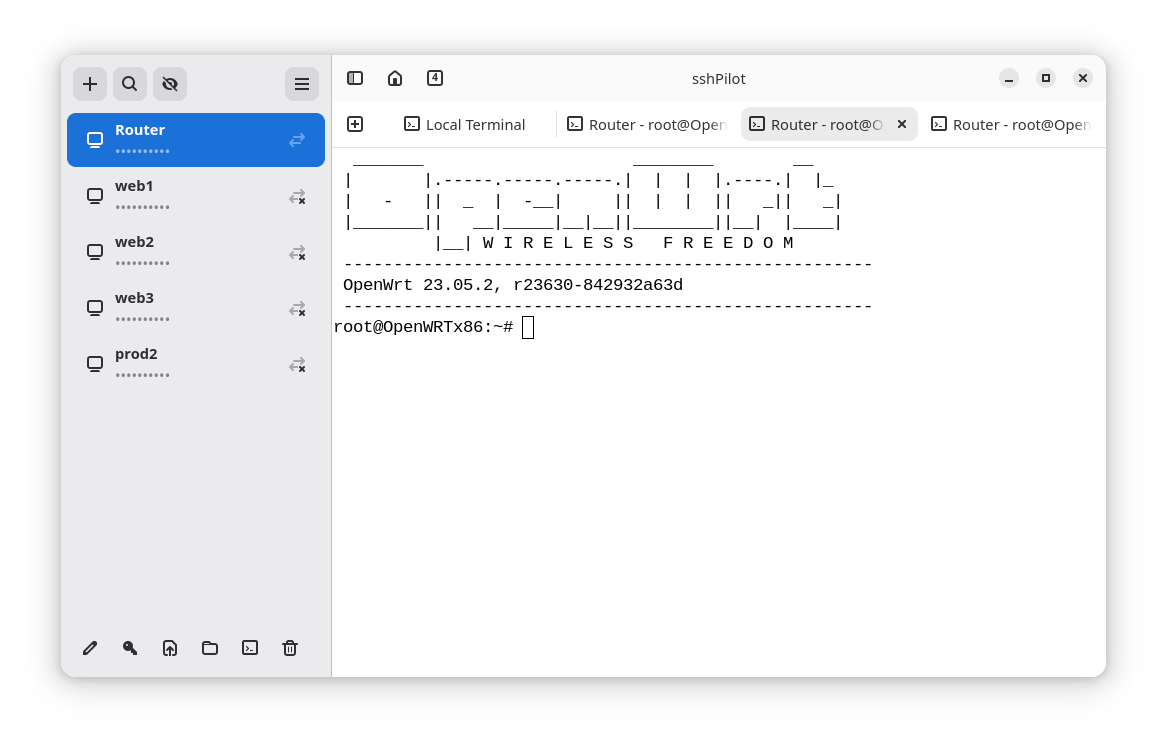 4
sshPilot
Router
••••••••••
web1
••••••••••
web2
••••••••••
web3
••••••••••
prod2
••••••••••
Local Terminal
Router - root@Open
Router - root@O
Router - root@Open
  _______                     ________        __
 |       |.-----.-----.-----.|  |  |  |.----.|  |_
 |   -   ||  _  |  -__|     ||  |  |  ||   _||   _|
 |_______||   __|_____|__|__||________||__|  |____|
          |__| W I R E L E S S   F R E E D O M
 -----------------------------------------------------
 OpenWrt 23.05.2, r23630-842932a63d
 -----------------------------------------------------
root@OpenWRTx86:~#